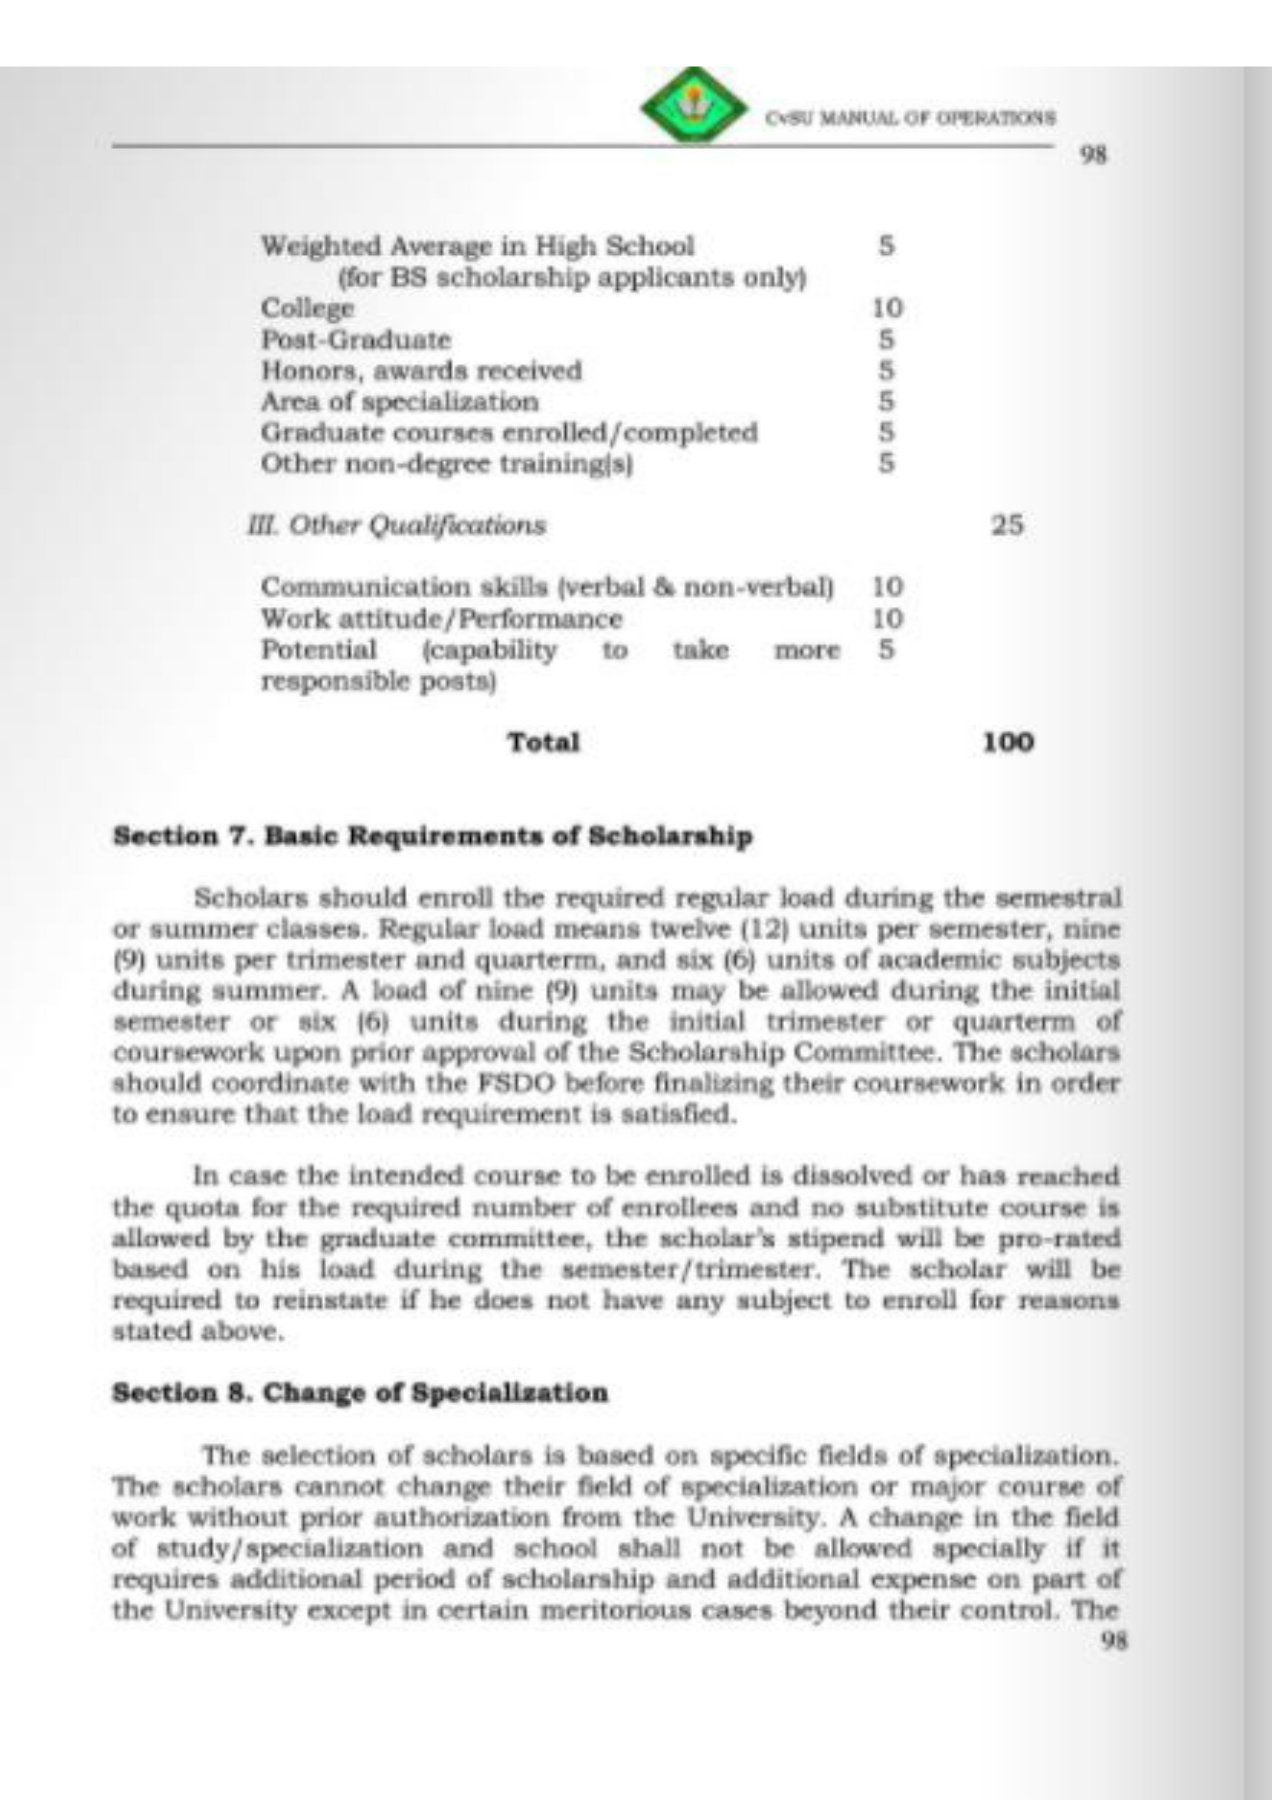 CvSU MANUAL OF OPERATIONS
98
Weighted Average in High School 5
(for BS scholarship applicants only)
College 10
Post-Graduate 5
Honors, awards received 5
Area of specialization 5
Graduate courses enrolled/completed 5
Other non-degree training(s) 5
III. Other Qualifications 25
Communication skills (verbal & non-verbal) 10
Work attitude/Performance 10
Potential (capability to take more 5
responsible posts)
Total 100
Section 7. Basic Requirements of Scholarship
Scholars should enroll the required regular load during the semestral
or summer classes. Regular load means twelve (12) units per semester, nine
(9) units per trimester and quarterm, and six (6) units of academic subjects
during summer. A load of nine (9) units may be allowed during the initial
semester or six (6) units during the initial trimester or quarterm of
coursework upon prior approval of the Scholarship Committee. The scholars
should coordinate with the FSDO before finalizing their coursework in order
to ensure that the load requirement is satisfied.
In case the intended course to be enrolled is dissolved or has reached
the quota for the required number of enrollees and no substitute course is
allowed by the graduate committee, the scholar's stipend will be pro-rated
based on his load during the semester/trimester. The scholar will be
required to reinstate if he does not have any subject to enroll for reasons
stated above.
Section 8. Change of Specialization
The selection of scholars is based on specific fields of specialization.
The scholars cannot change their field of specialization or major course of
work without prior authorization from the University. A change in the field
of study/specialization and school shall not be allowed specially if it
requires additional period of scholarship and additional expense on part of
the University except in certain meritorious cases beyond their control. The
98